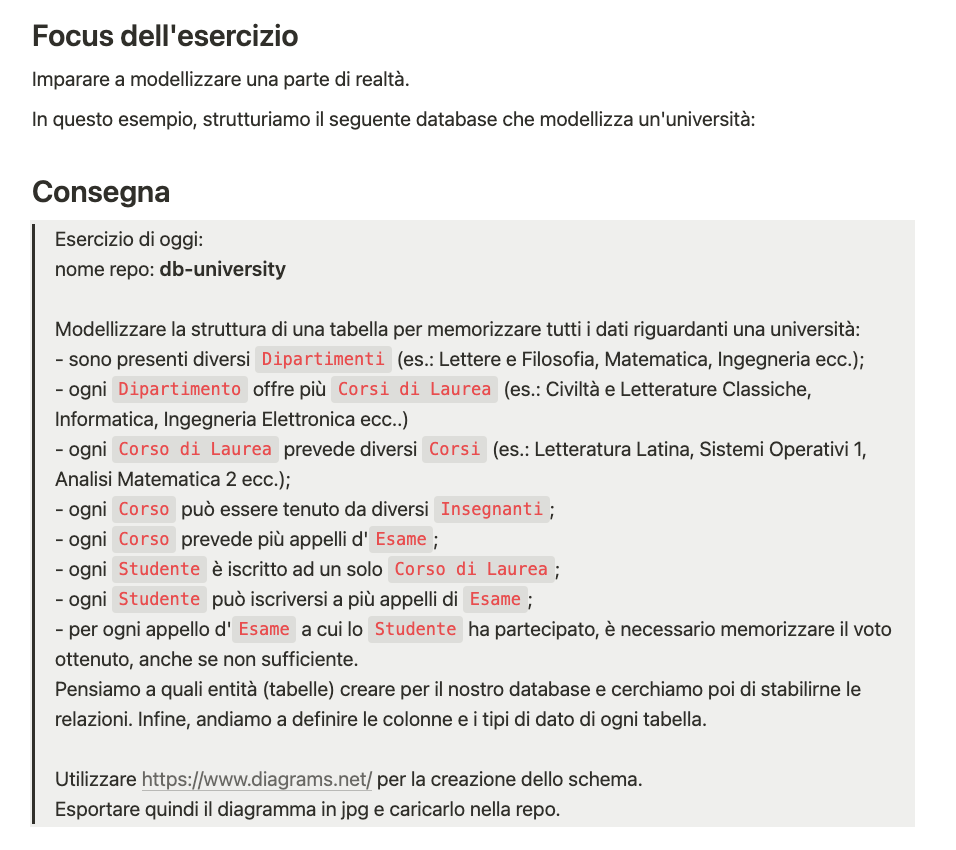 Focus dell'esercizio
Imparare a modellizzare una parte di realtà.
In questo esempio, strutturiamo il seguente database che modellizza un'università:
Consegna
Esercizio di oggi:
nome repo: db-university
Modellizzare la struttura di una tabella per memorizzare tutti i dati riguardanti una università:
- sono presenti diversi Dipartimenti (es.: Lettere e Filosofia, Matematica, Ingegneria ecc.);
- ogni Dipartimento offre più Corsi di Laurea (es.: Civiltà e Letterature Classiche,
Informatica, Ingegneria Elettronica ecc..)
- ogni Corso di Laurea prevede diversi Corsi (es.: Letteratura Latina, Sistemi Operativi 1,
Analisi Matematica 2 ecc.);
- ogni Corso può essere tenuto da diversi Insegnanti;
- ogni Corso prevede più appelli d'Esame;
- ogni Studente è iscritto ad un solo Corso di Laurea;
- ogni Studente può iscriversi a più appelli di Esame;
- per ogni appello d'Esame a cui lo Studente ha partecipato, è necessario memorizzare il voto
ottenuto, anche se non sufficiente.
Pensiamo a quali entità (tabelle) creare per il nostro database e cerchiamo poi di stabilirne le
relazioni. Infine, andiamo a definire le colonne e i tipi di dato di ogni tabella.
Utilizzare https://www.diagrams.net/ per la creazione dello schema.
Esportare quindi il diagramma in jpg e caricarlo nella repo.